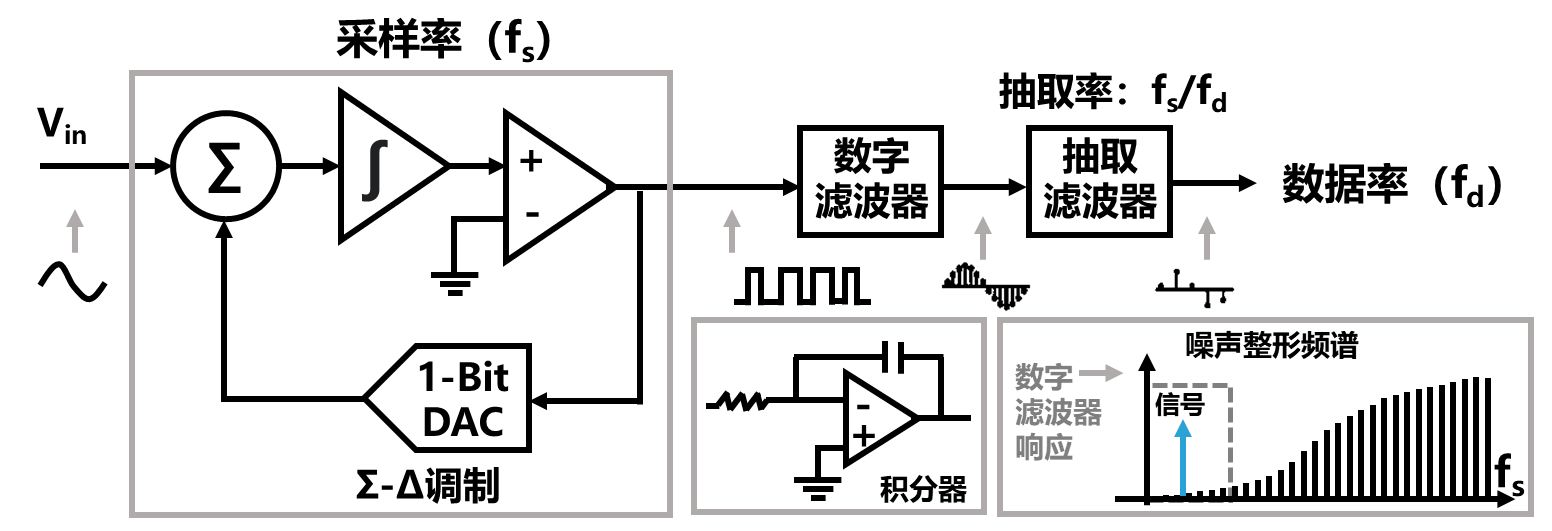 采样率（fs）
抽取率：fs/fd
Vin
Σ
∫
+
-
数字
滤波器
抽取
滤波器
数据率（fd）
1-Bit
DAC
Σ-Δ调制
-
+
积分器
噪声整形频谱
数字
滤波器
响应
信号
fs